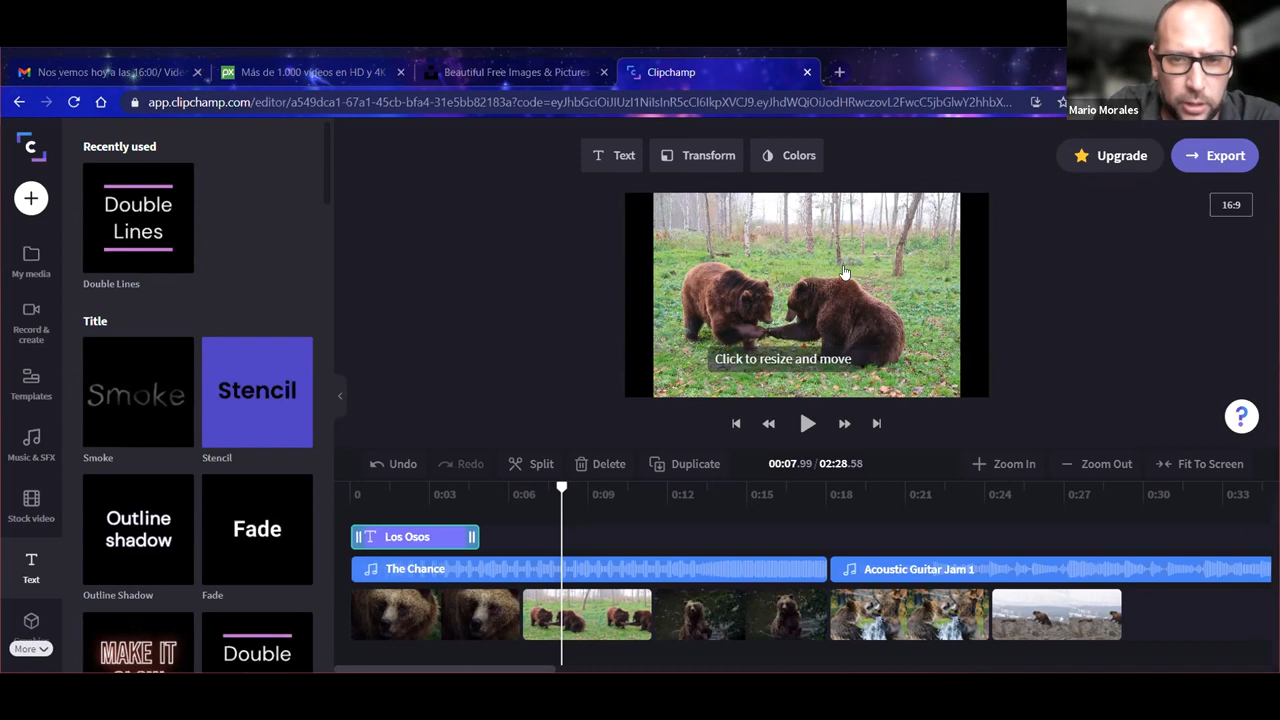 Nos vemos hoy a las 16:00/ Vide
Más de 1.000 vídeos en HD y 4K
Beautiful Free Images & Pictures
Clipchamp
app.clipchamp.com/editor/a549dca1-67a1-45cb-bfa4-31e5bb82183a?code=eyJhbGciOiJIUzI1NiIsInR5cCI6IkpXVCJ9.eyJhdWQiOiJodHRwczovL2FwcC5jbGlwY2hhbX...
Mario Morales
C
Recently used
Double
Lines
Double Lines
Title
Smoke
Stencil
Smoke
Stencil
Outline
shadow
Fade
Outline Shadow
Fade
MAKE IT
Double
My media
Record &
create
Templates
Music & SFX
Stock video
Text
More
Text
Transform
Colors
Upgrade
Export
16:9
Click to resize and move
?
Undo
Redo
Split
Delete
Duplicate
00:07.99 / 02:28.58
Zoom In
Zoom Out
Fit To Screen
0
0:03
0:06
0:09
0:12
0:15
0:18
0:21
0:24
0:27
0:30
0:33
T Los Osos
The Chance
Acoustic Guitar Jam 1